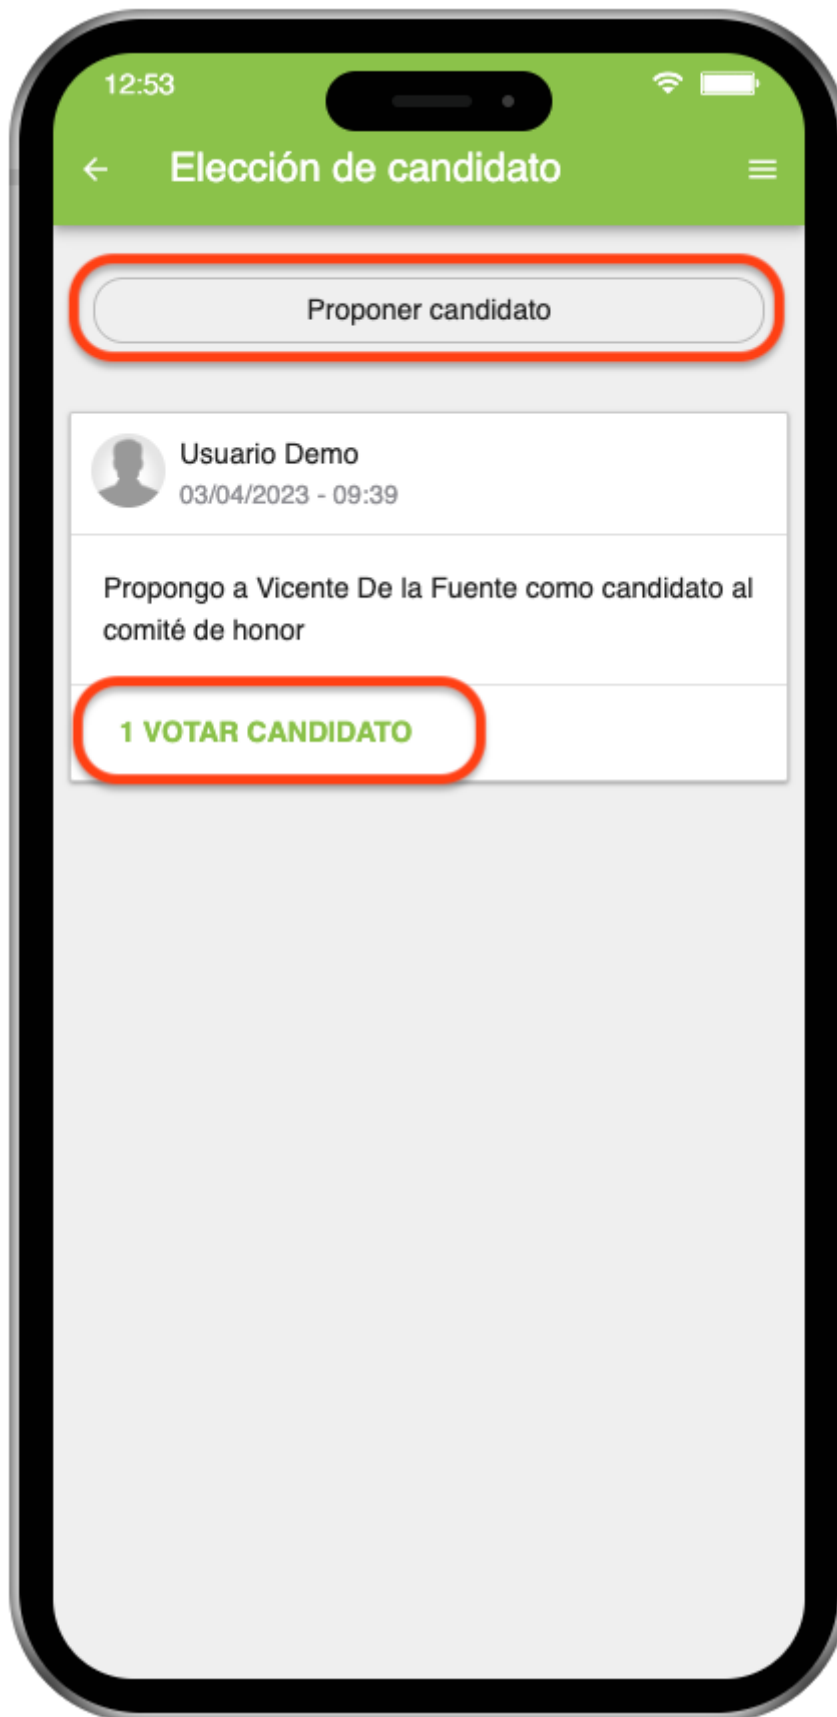 12:53
Elección de candidato
Proponer candidato
Usuario Demo
03/04/2023 - 09:39
Propongo a Vicente De la Fuente como candidato al
comité de honor
1 VOTAR CANDIDATO